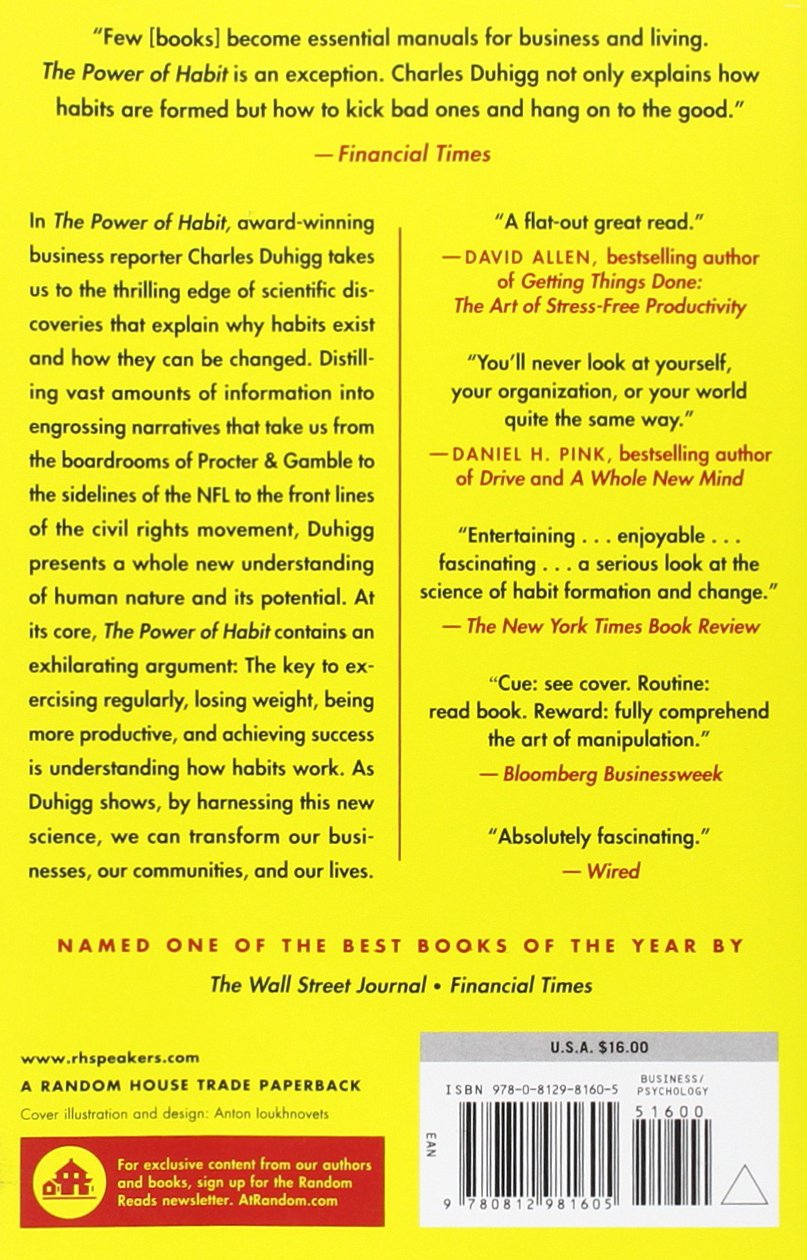 “Few [books] become essential manuals for business and living.
The Power of Habit is an exception. Charles Duhigg not only explains how
habits are formed but how to kick bad ones and hang on to the good.”
— Financial Times
In The Power of Habit, award-winning
business reporter Charles Duhigg takes
us to the thrilling edge of scientific dis-
coveries that explain why habits exist
and how they can be changed. Distill-
ing vast amounts of information into
engrossing narratives that take us from
the boardrooms of Procter & Gamble to
the sidelines of the NFL to the front lines
of the civil rights movement, Duhigg
presents a whole new understanding
of human nature and its potential. At
its core, The Power of Habit contains an
exhilarating argument: The key to ex-
ercising regularly, losing weight, being
more productive, and achieving success
is understanding how habits work. As
Duhigg shows, by harnessing this new
science, we can transform our busi-
nesses, our communities, and our lives.
“A flat-out great read.”
—DAVID ALLEN, bestselling author
of Getting Things Done:
The Art of Stress-Free Productivity
“You’ll never look at yourself,
your organization, or your world
quite the same way.”
—DANIEL H. PINK, bestselling author
of Drive and A Whole New Mind
“Entertaining . . . enjoyable . . .
fascinating . . . a serious look at the
science of habit formation and change.”
— The New York Times Book Review
“Cue: see cover. Routine:
read book. Reward: fully comprehend
the art of manipulation.”
— Bloomberg Businessweek
“Absolutely fascinating.”
— Wired
NAMED ONE OF THE BEST BOOKS OF THE YEAR BY
The Wall Street Journal • Financial Times
www.rhspeakers.com
A RANDOM HOUSE TRADE PAPERBACK
Cover illustration and design: Anton Ioukhnovets
For exclusive content from our authors
and books, sign up for the Random
Reads newsletter. AtRandom.com
U.S.A. $16.00
ISBN 978-0-8129-8160-5
BUSINESS/
PSYCHOLOGY
51600
EAN
9 780812 981605